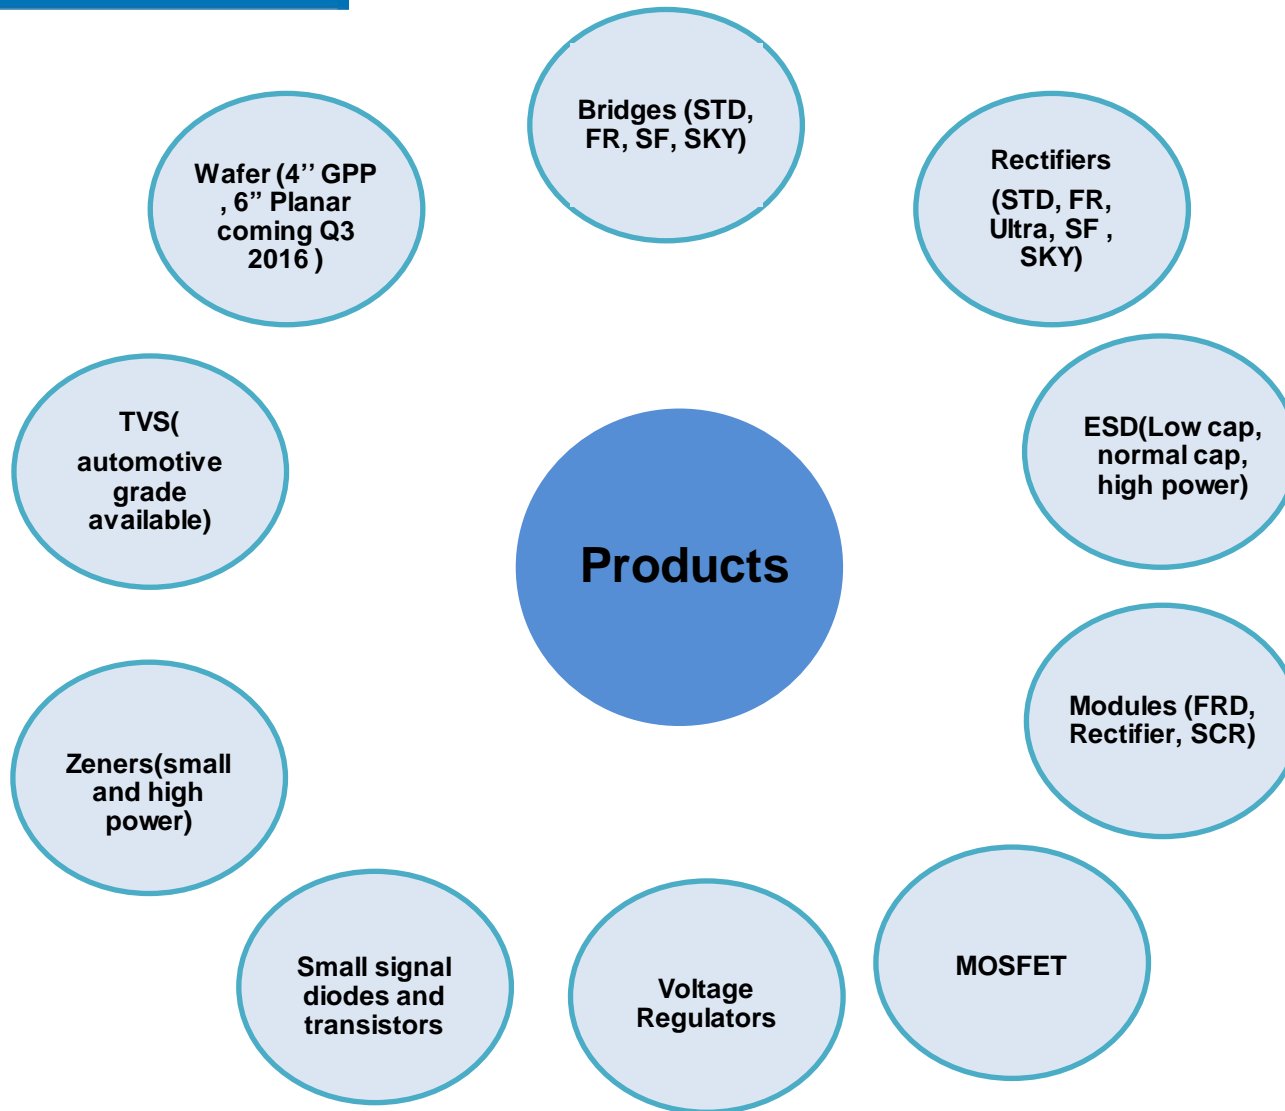 Bridges (STD,
FR, SF, SKY)
Rectifiers
(STD, FR,
Ultra, SF ,
SKY)
Wafer (4’’ GPP
, 6” Planar
coming Q3
2016 )
TVS(
automotive
grade
available)
ESD(Low cap,
normal cap,
high power)
Products
Modules (FRD,
Rectifier, SCR)
Zeners(small
and high
power)
MOSFET
Small signal
diodes and
transistors
Voltage
Regulators